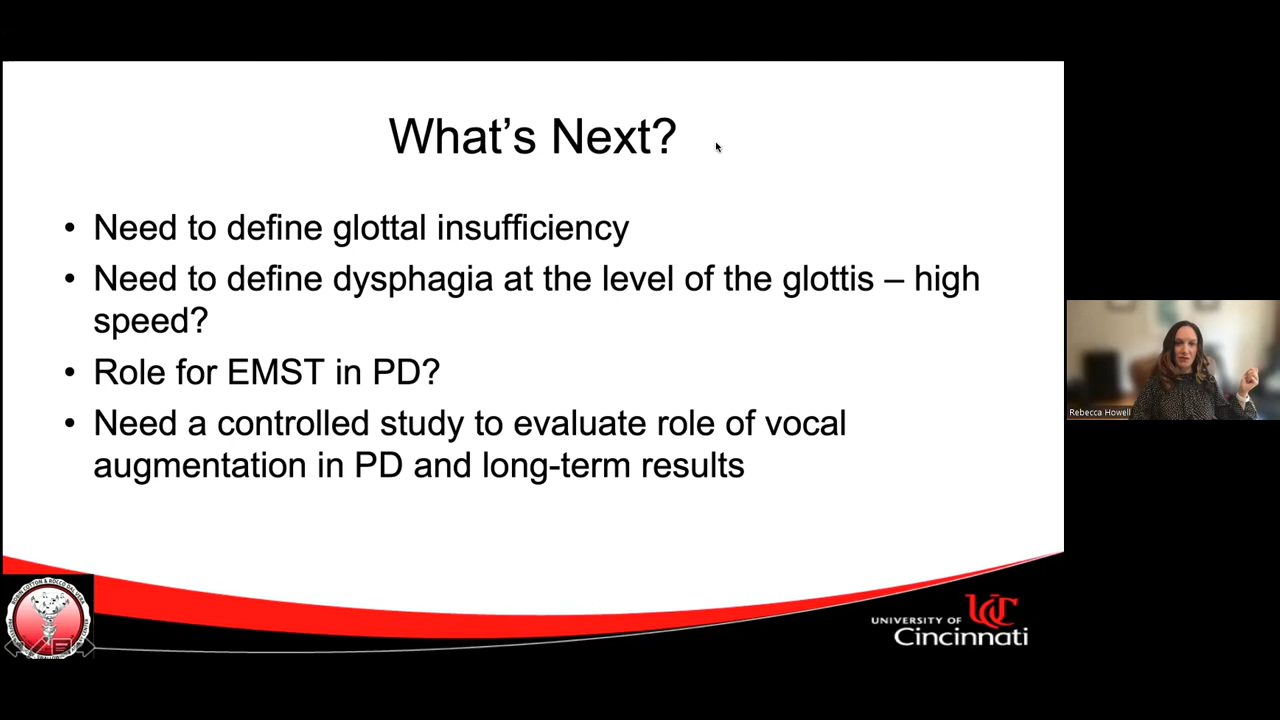 What's Next?
• Need to define glottal insufficiency
• Need to define dysphagia at the level of the glottis – high
speed?
• Role for EMST in PD?
• Need a controlled study to evaluate role of vocal
augmentation in PD and long-term results
Rebecca Howell
UC
UNIVERSITY OF
Cincinnati